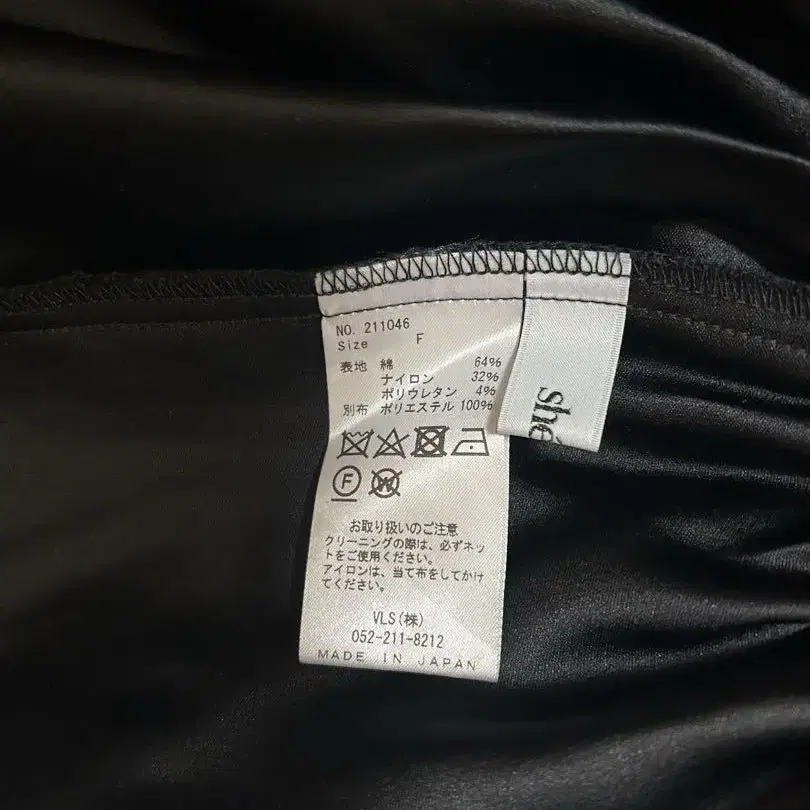 NO. 211046
Size F
表地 綿 64%
ナイロン 32%
ポリウレタン 4%
別布 ポリエステル 100%
F
W
お取り扱いのご注意
クリーニングの際は、必ずネッ
トをご使用ください。
アイロンは、当て布をしてかけ
てください。
VLS(株)
052-211-8212
MADE IN JAPAN
shé